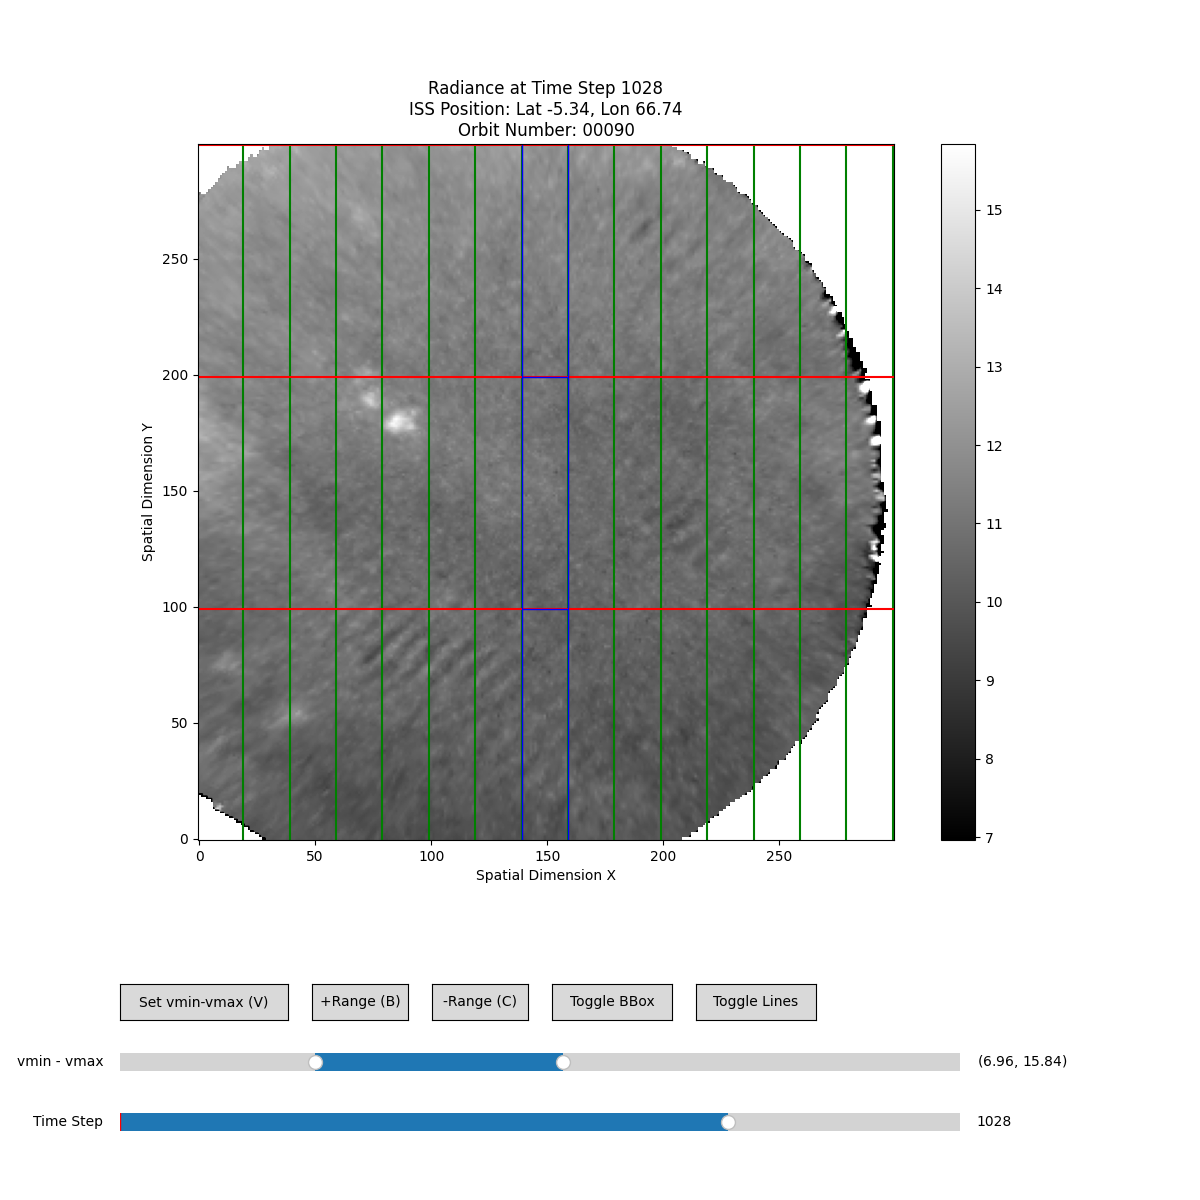 Radiance at Time Step 1028
ISS Position: Lat -5.34, Lon 66.74
Orbit Number: 00090
Spatial Dimension Y
250
200
150
100
50
0
0 50 100 150 200 250
Spatial Dimension X
15
14
13
12
11
10
9
8
7
Set vmin-vmax (V) +Range (B) -Range (C) Toggle BBox Toggle Lines
vmin - vmax (6.96, 15.84)
Time Step 1028